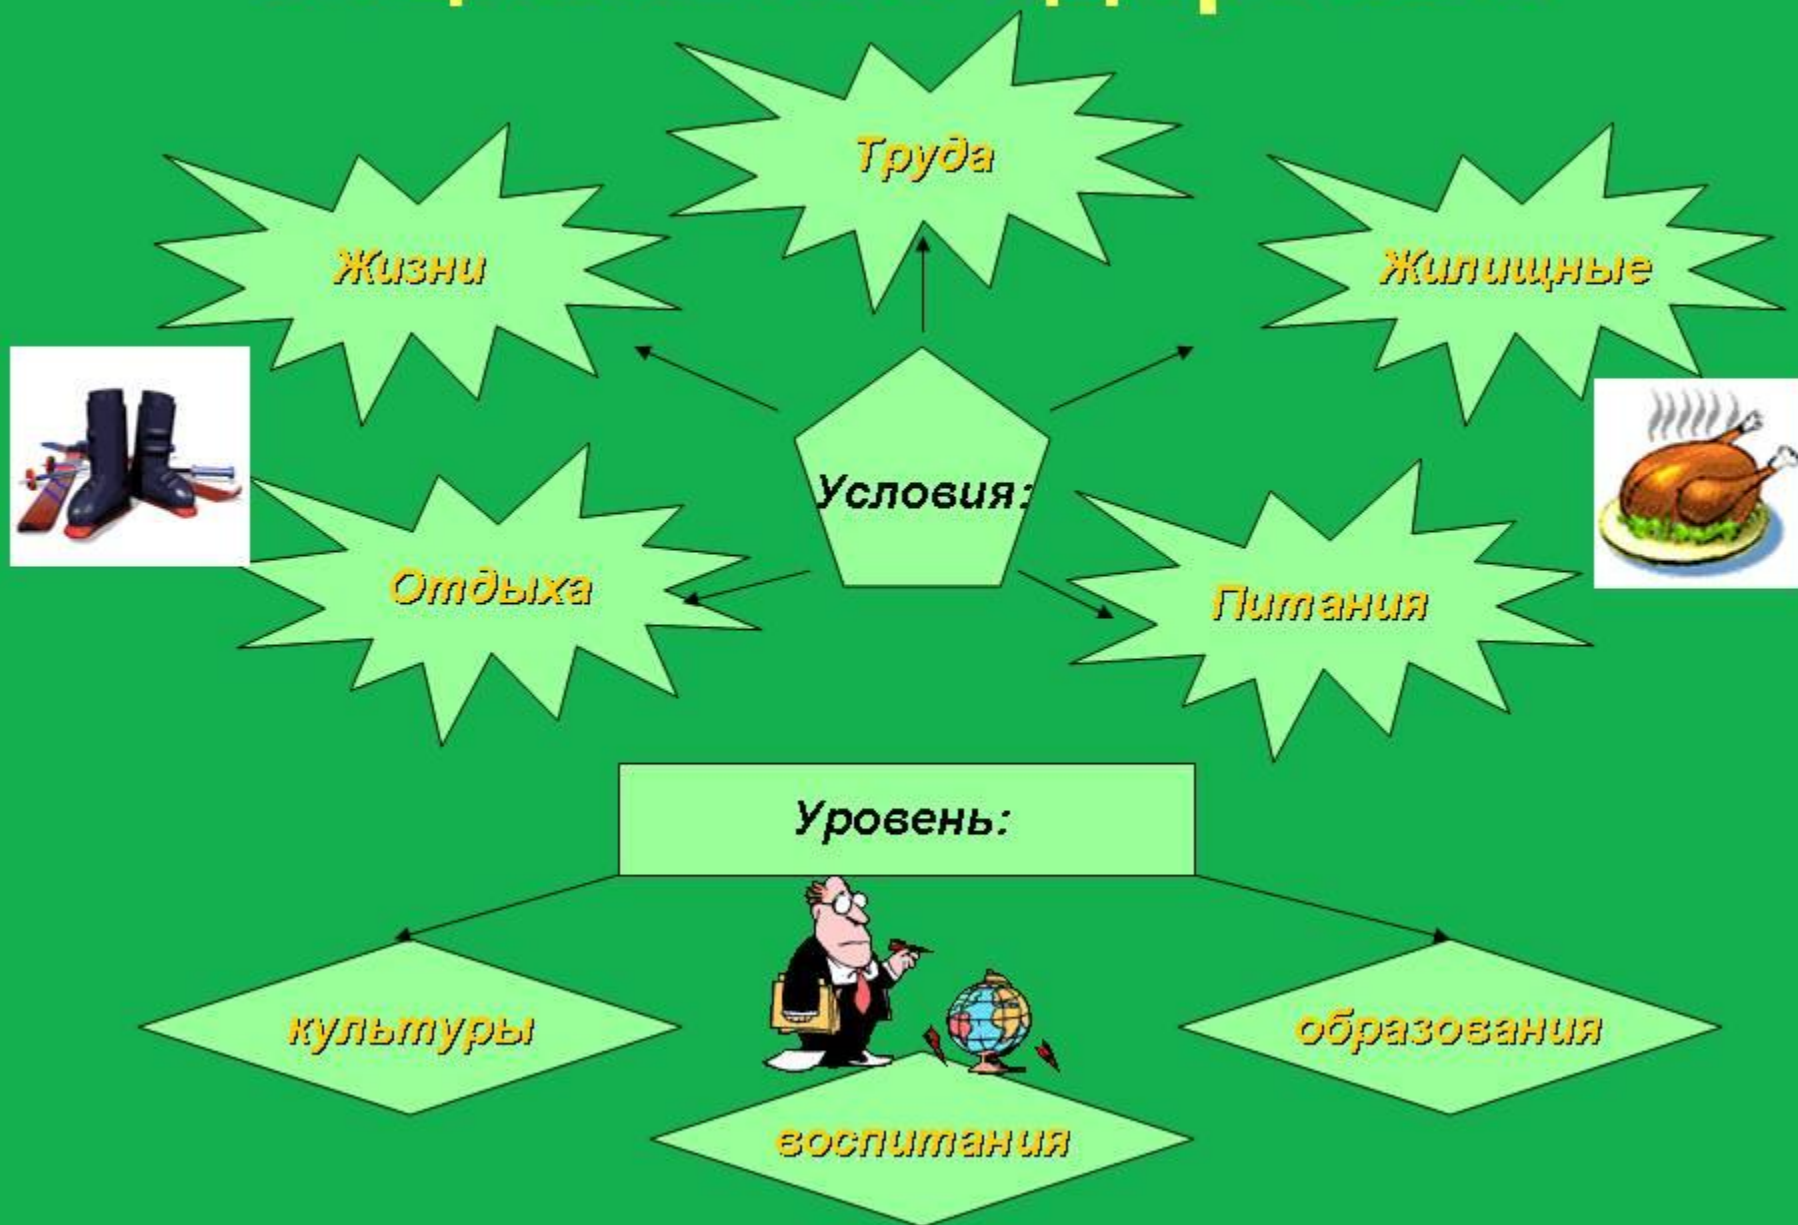 Труда
Жизни
Жилищные
Условия:
Отдыха
Питания
Уровень:
культуры
образования
воспитания